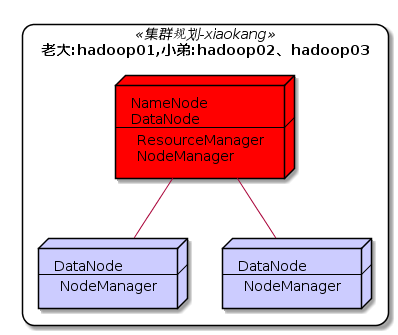 «集群规划-xiaokang»
老大:hadoop01,小弟:hadoop02、hadoop03
NameNode
DataNode
ResourceManager
NodeManager
DataNode
NodeManager
DataNode
NodeManager